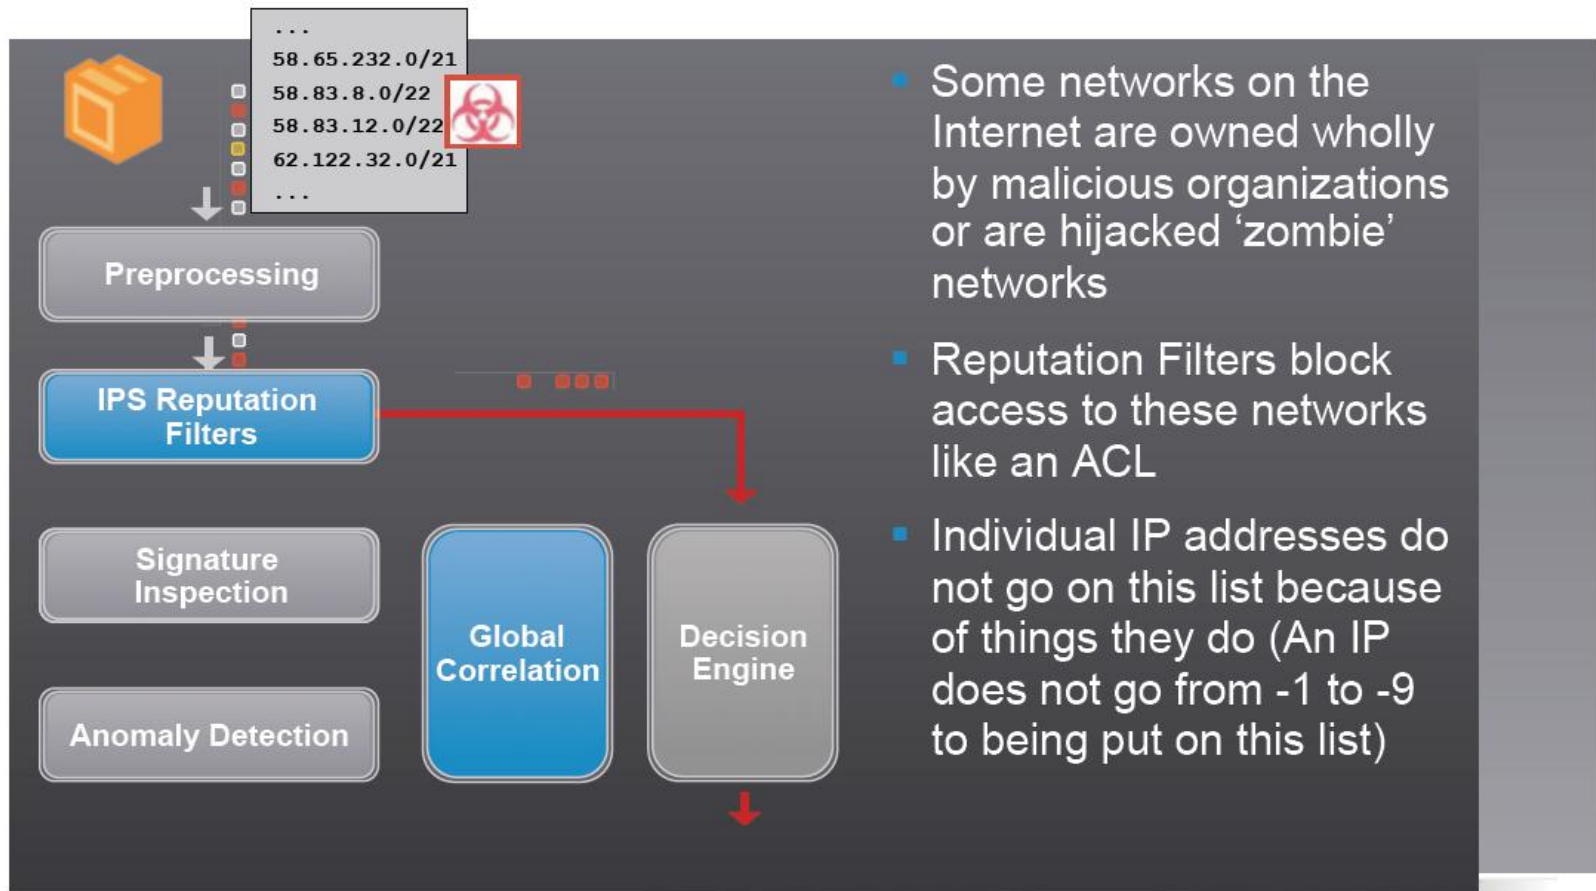 ...
58.65.232.0/21
58.83.8.0/22
58.83.12.0/22
62.122.32.0/21
...
Preprocessing
IPS Reputation
Filters
Signature
Inspection
Anomaly Detection
Global
Correlation
Decision
Engine
Some networks on the
Internet are owned wholly
by malicious organizations
or are hijacked ‘zombie’
networks
Reputation Filters block
access to these networks
like an ACL
Individual IP addresses do
not go on this list because
of things they do (An IP
does not go from -1 to -9
to being put on this list)